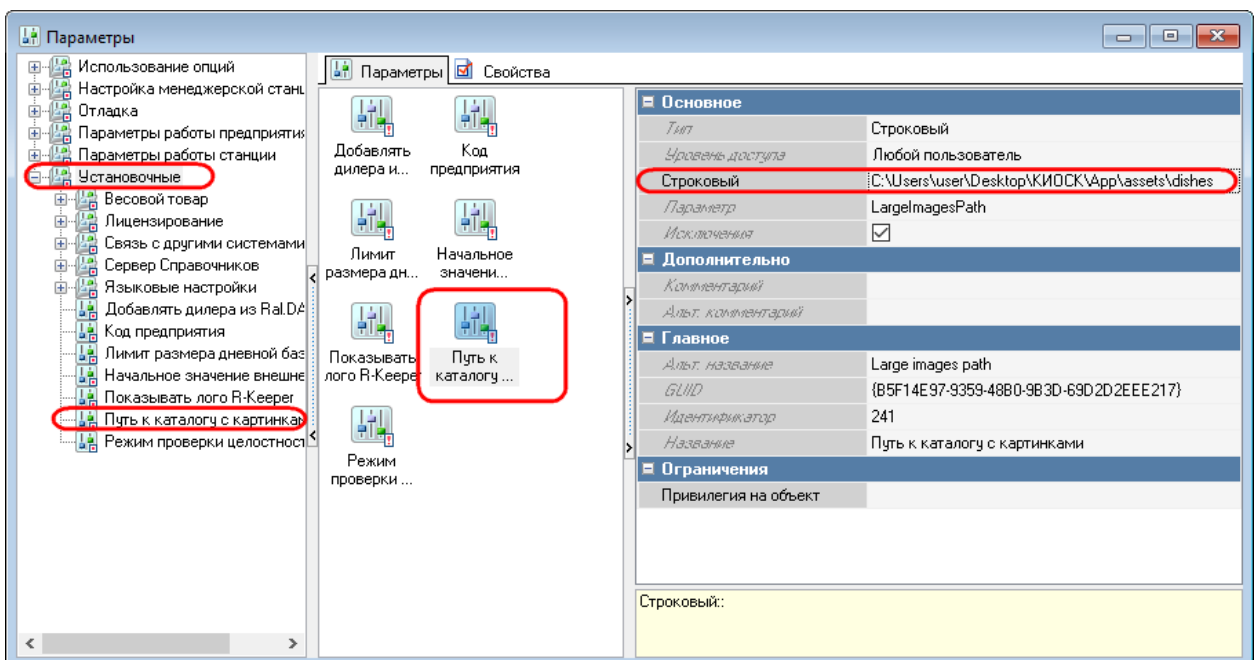 Параметры
Использование опций
Настройка менеджерской станц
Отладка
Параметры работы предприятия
Параметры работы станции
Установочные
Весовой товар
Лицензирование
Связь с другими системами
Сервер Справочников
Языковые настройки
Добавлять дилера из Ral.DA
Код предприятия
Лимит размера дневной баз
Начальное значение внешне
Показывать лого R-Keeper
Путь к каталогу с картинкам
Режим проверки целостност
Параметры Свойства
Добавлять
дилера и...
Код
предприятия
Лимит
размера дн...
Начальное
значени...
Показывать
лого R-Keeper
Путь к
каталогу ...
Режим
проверки ...
Основное
Тип Строковый
Уровень доступа Любой пользователь
Строковый C:\Users\user\Desktop\КИОСК\App\assets\dishes
Параметр LargeImagesPath
Исключения
Дополнительно
Комментарий
Альт. комментарий
Главное
Альт. название Large images path
GUID {B5F14E97-9359-48B0-9B3D-69D2D2EEE217}
Идентификатор 241
Название Путь к каталогу с картинками
Ограничения
Привилегия на объект
Строковый::